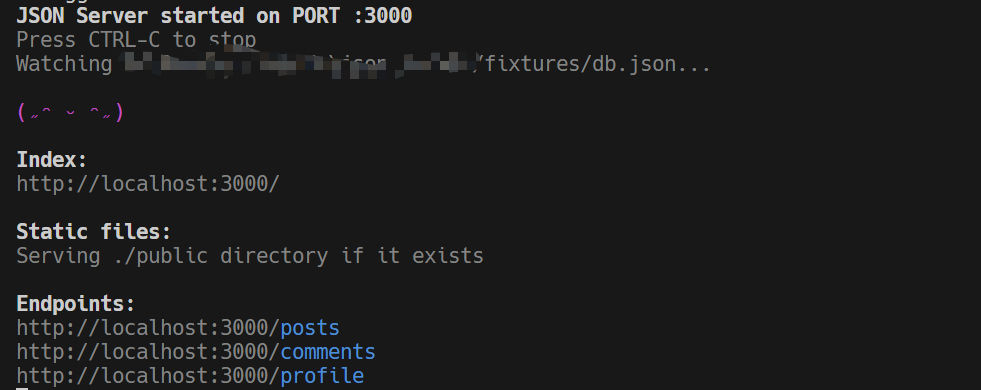 JSON Server started on PORT :3000
Press CTRL-C to stop
Watching /fixtures/db.json...
(˶ᵔ ᵕ ᵔ˶)
Index:
http://localhost:3000/
Static files:
Serving ./public directory if it exists
Endpoints:
http://localhost:3000/posts
http://localhost:3000/comments
http://localhost:3000/profile